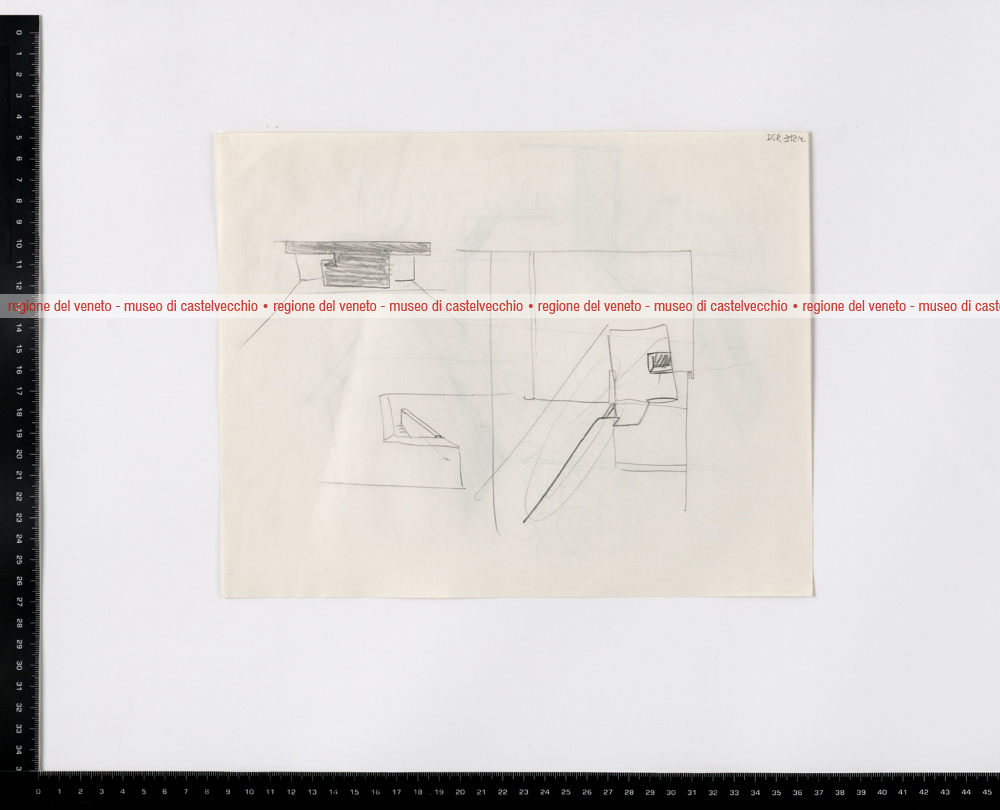 DSR 312 r
regione del veneto - museo di castelvecchio • regione del veneto - museo di castelvecchio • regione del veneto - museo di castelvecchio • regione del veneto - museo di cast
0 1 2 3 4 5 6 7 8 9 10 11 12 14 15 16 17 18 19 20 21 22 23 24 25 26 27 28 29 30 31 32 33 34 3
0 1 2 3 4 5 6 7 8 9 10 11 12 13 14 15 16 17 18 19 20 21 22 23 24 25 26 27 28 29 30 31 32 33 34 35 36 37 38 39 40 41 42 43 44 45